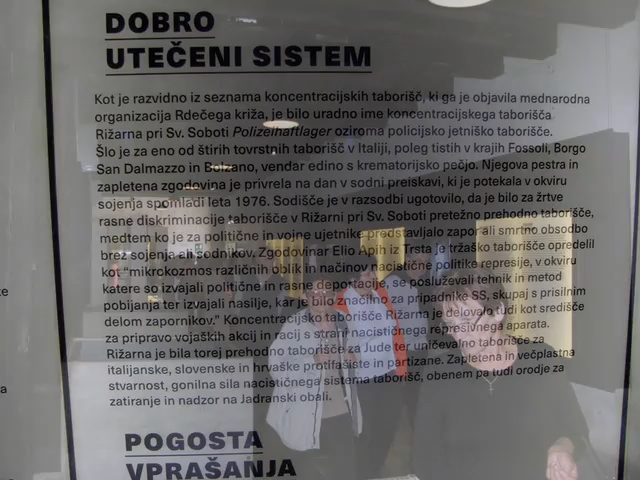 DOBRO
UTEČENI SISTEM
Kot je razvidno iz seznama koncentracijskih taborišč, ki ga je objavila mednarodna
organizacija Rdečega križa, je bilo uradno ime koncentracijskega taborišča
Rižarna pri Sv. Soboti Polizeihaftlager oziroma policijsko jetniško taborišče.
Šlo je za eno od štirih tovrstnih taborišč v Italiji, poleg tistih v krajih Fossoli, Borgo
San Dalmazzo in Bolzano, vendar edino s krematorijsko pečjo. Njegova pestra in
zapletena zgodovina je privrela na dan v sodni preiskavi, ki je potekala v okviru
sojenja spomladi leta 1976. Sodišče je v razsodbi ugotovilo, da je bilo za žrtve
rasne diskriminacije taborišče v Rižarni pri Sv. Soboti pretežno prehodno taborišče,
medtem ko je za politične in vojne ujetnike predstavljalo zapor ali smrtno obsodbo
brez sojenja ali sodnikov. Zgodovinar Elio Apih iz Trsta je tržaško taborišče opredelil
kot "mikrokozmos različnih oblik in načinov nacistične politike represije, v okviru
katere so izvajali politične in rasne deportacije, se posluževali tehnik in metod
pobijanja ter izvajali nasilje, kar je bilo značilno za pripadnike SS, skupaj s prisilnim
delom zapornikov." Koncentracijsko taborišče Rižarna je delovalo tudi kot središče
za pripravo vojaških akcij in racij s strani nacističnega represivnega aparata.
Rižarna je bila torej prehodno taborišče za Jude ter uničevalno taborišče za
italijanske, slovenske in hrvaške protifašiste in partizane. Zapletena in večplastna
stvarnost, gonilna sila nacističnega sistema taborišč, obenem pa tudi orodje za
zatiranje in nadzor na Jadranski obali.
POGOSTA
VPRAŠANJA